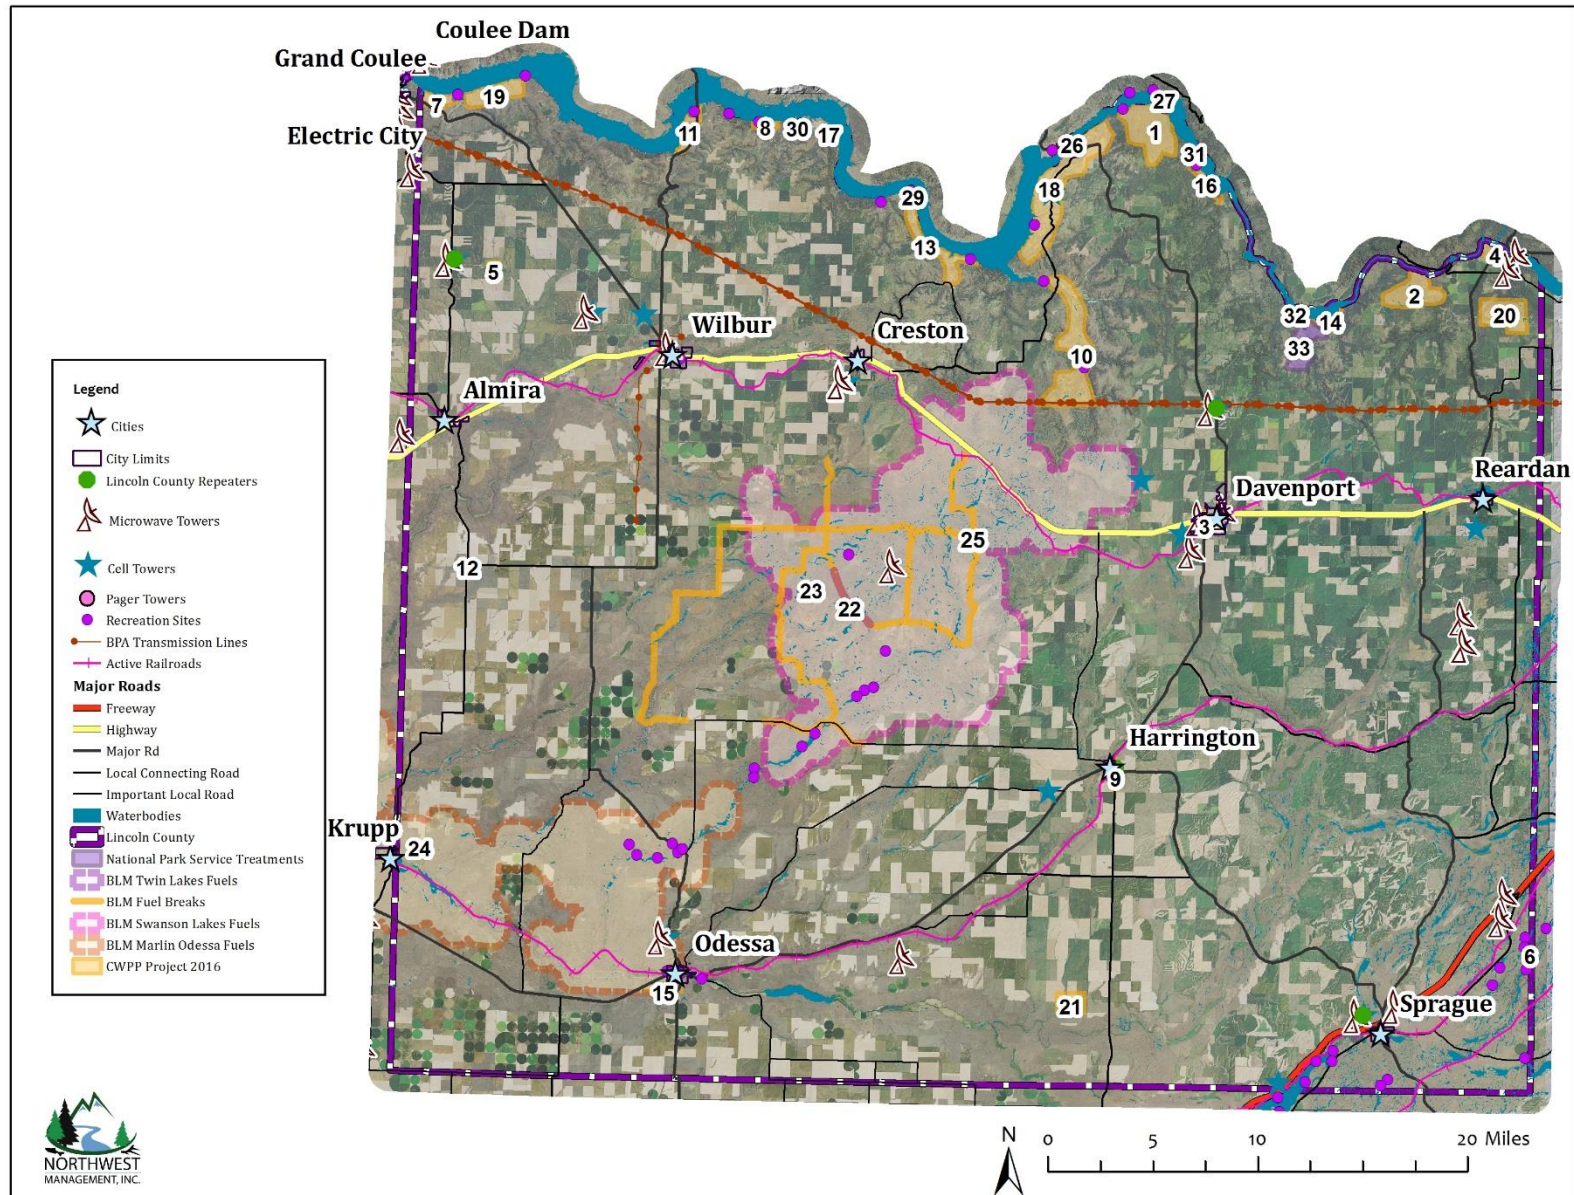 Coulee Dam
Grand Coulee
7
19
27
11
8
30
17
1
Electric City
26
31
18
16
29
13
4
5
2
32
14
20
33
Wilbur
Creston
10
Almira
Reardan
Davenport
3
25
12
23
22
Harrington
9
Krupp
24
Odessa
15
6
21
Sprague
Legend
Cities
City Limits
Lincoln County Repeaters
Microwave Towers
Cell Towers
Pager Towers
Recreation Sites
BPA Transmission Lines
Active Railroads
Major Roads
Freeway
Highway
Major Rd
Local Connecting Road
Important Local Road
Waterbodies
Lincoln County
National Park Service Treatments
BLM Twin Lakes Fuels
BLM Fuel Breaks
BLM Swanson Lakes Fuels
BLM Marlin Odessa Fuels
CWPP Project 2016
NORTHWEST
MANAGEMENT, INC.
N
0 5 10 20 Miles